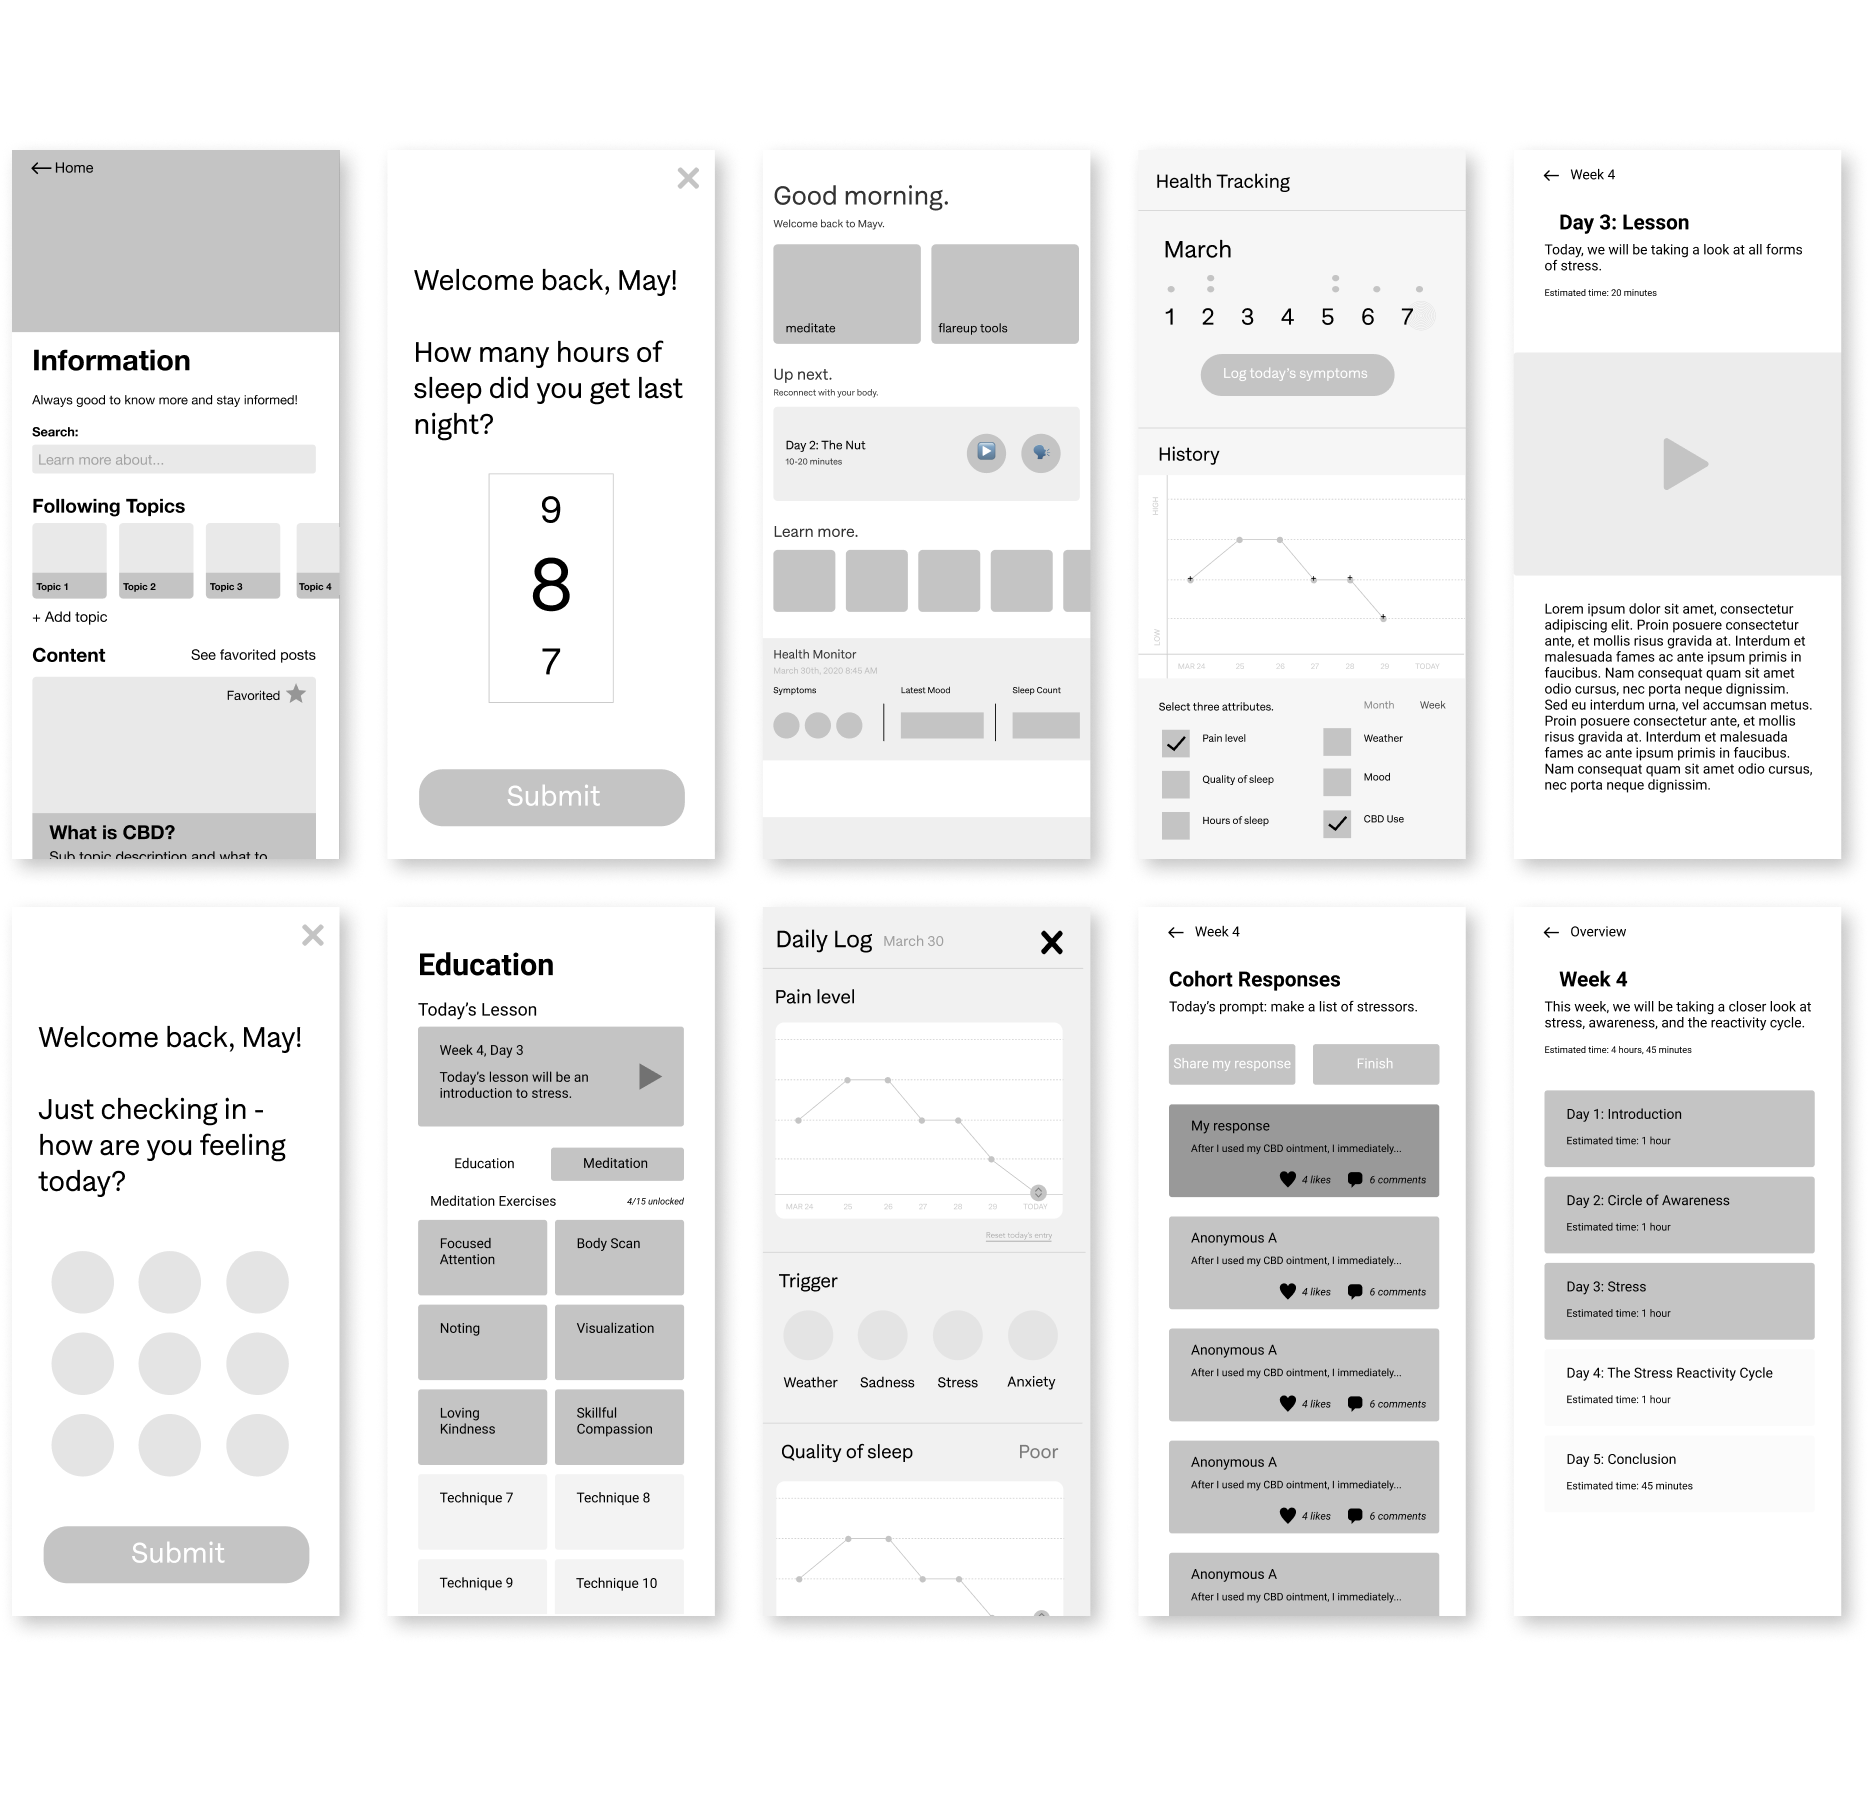 Home
Information
Always good to know more and stay informed!
Search:
Learn more about...
Following Topics
Topic 1
Topic 2
Topic 3
Topic 4
+ Add topic
Content
See favorited posts
Favorited
What is CBD?
Sub topic description and what to
Welcome back, May!
How many hours of
sleep did you get last
night?
9
8
7
Submit
Good morning.
Welcome back to Mayv.
meditate
flareup tools
Up next.
Reconnect with your body.
Day 2: The Nut
10-20 minutes
Learn more.
Health Monitor
March 30th, 2020 8:45 AM
Symptoms
Latest Mood
Sleep Count
Health Tracking
March
1 2 3 4 5 6 7
Log today's symptoms
History
HIGH
LOW
MAR 24 25 26 27 28 29 TODAY
Select three attributes.
Month
Week
Pain level
Weather
Quality of sleep
Mood
Hours of sleep
CBD Use
Week 4
Day 3: Lesson
Today, we will be taking a look at all forms
of stress.
Estimated time: 20 minutes
Lorem ipsum dolor sit amet, consectetur
adipiscing elit. Proin posuere consectetur
ante, et mollis risus gravida at. Interdum et
malesuada fames ac ante ipsum primis in
faucibus. Nam consequat quam sit amet
odio cursus, nec porta neque dignissim.
Sed eu interdum urna, vel accumsan metus.
Proin posuere consectetur ante, et mollis
risus gravida at. Interdum et malesuada
fames ac ante ipsum primis in faucibus.
Nam consequat quam sit amet odio cursus,
nec porta neque dignissim.
Welcome back, May!
Just checking in -
how are you feeling
today?
Submit
Education
Today's Lesson
Week 4, Day 3
Today's lesson will be an
introduction to stress.
Education
Meditation
Meditation Exercises
4/15 unlocked
Focused
Attention
Body Scan
Noting
Visualization
Loving
Kindness
Skillful
Compassion
Technique 7
Technique 8
Technique 9
Technique 10
Daily Log
March 30
Pain level
MAR 24 25 26 27 28 29 TODAY
Reset today's entry
Trigger
Weather
Sadness
Stress
Anxiety
Quality of sleep
Poor
Week 4
Cohort Responses
Today's prompt: make a list of stressors.
Share my response
Finish
My response
After I used my CBD ointment, I immediately...
4 likes
6 comments
Anonymous A
After I used my CBD ointment, I immediately...
4 likes
6 comments
Anonymous A
After I used my CBD ointment, I immediately...
4 likes
6 comments
Anonymous A
After I used my CBD ointment, I immediately...
4 likes
6 comments
Anonymous A
After I used my CBD ointment, I immediately...
Overview
Week 4
This week, we will be taking a closer look at
stress, awareness, and the reactivity cycle.
Estimated time: 4 hours, 45 minutes
Day 1: Introduction
Estimated time: 1 hour
Day 2: Circle of Awareness
Estimated time: 1 hour
Day 3: Stress
Estimated time: 1 hour
Day 4: The Stress Reactivity Cycle
Estimated time: 1 hour
Day 5: Conclusion
Estimated time: 45 minutes